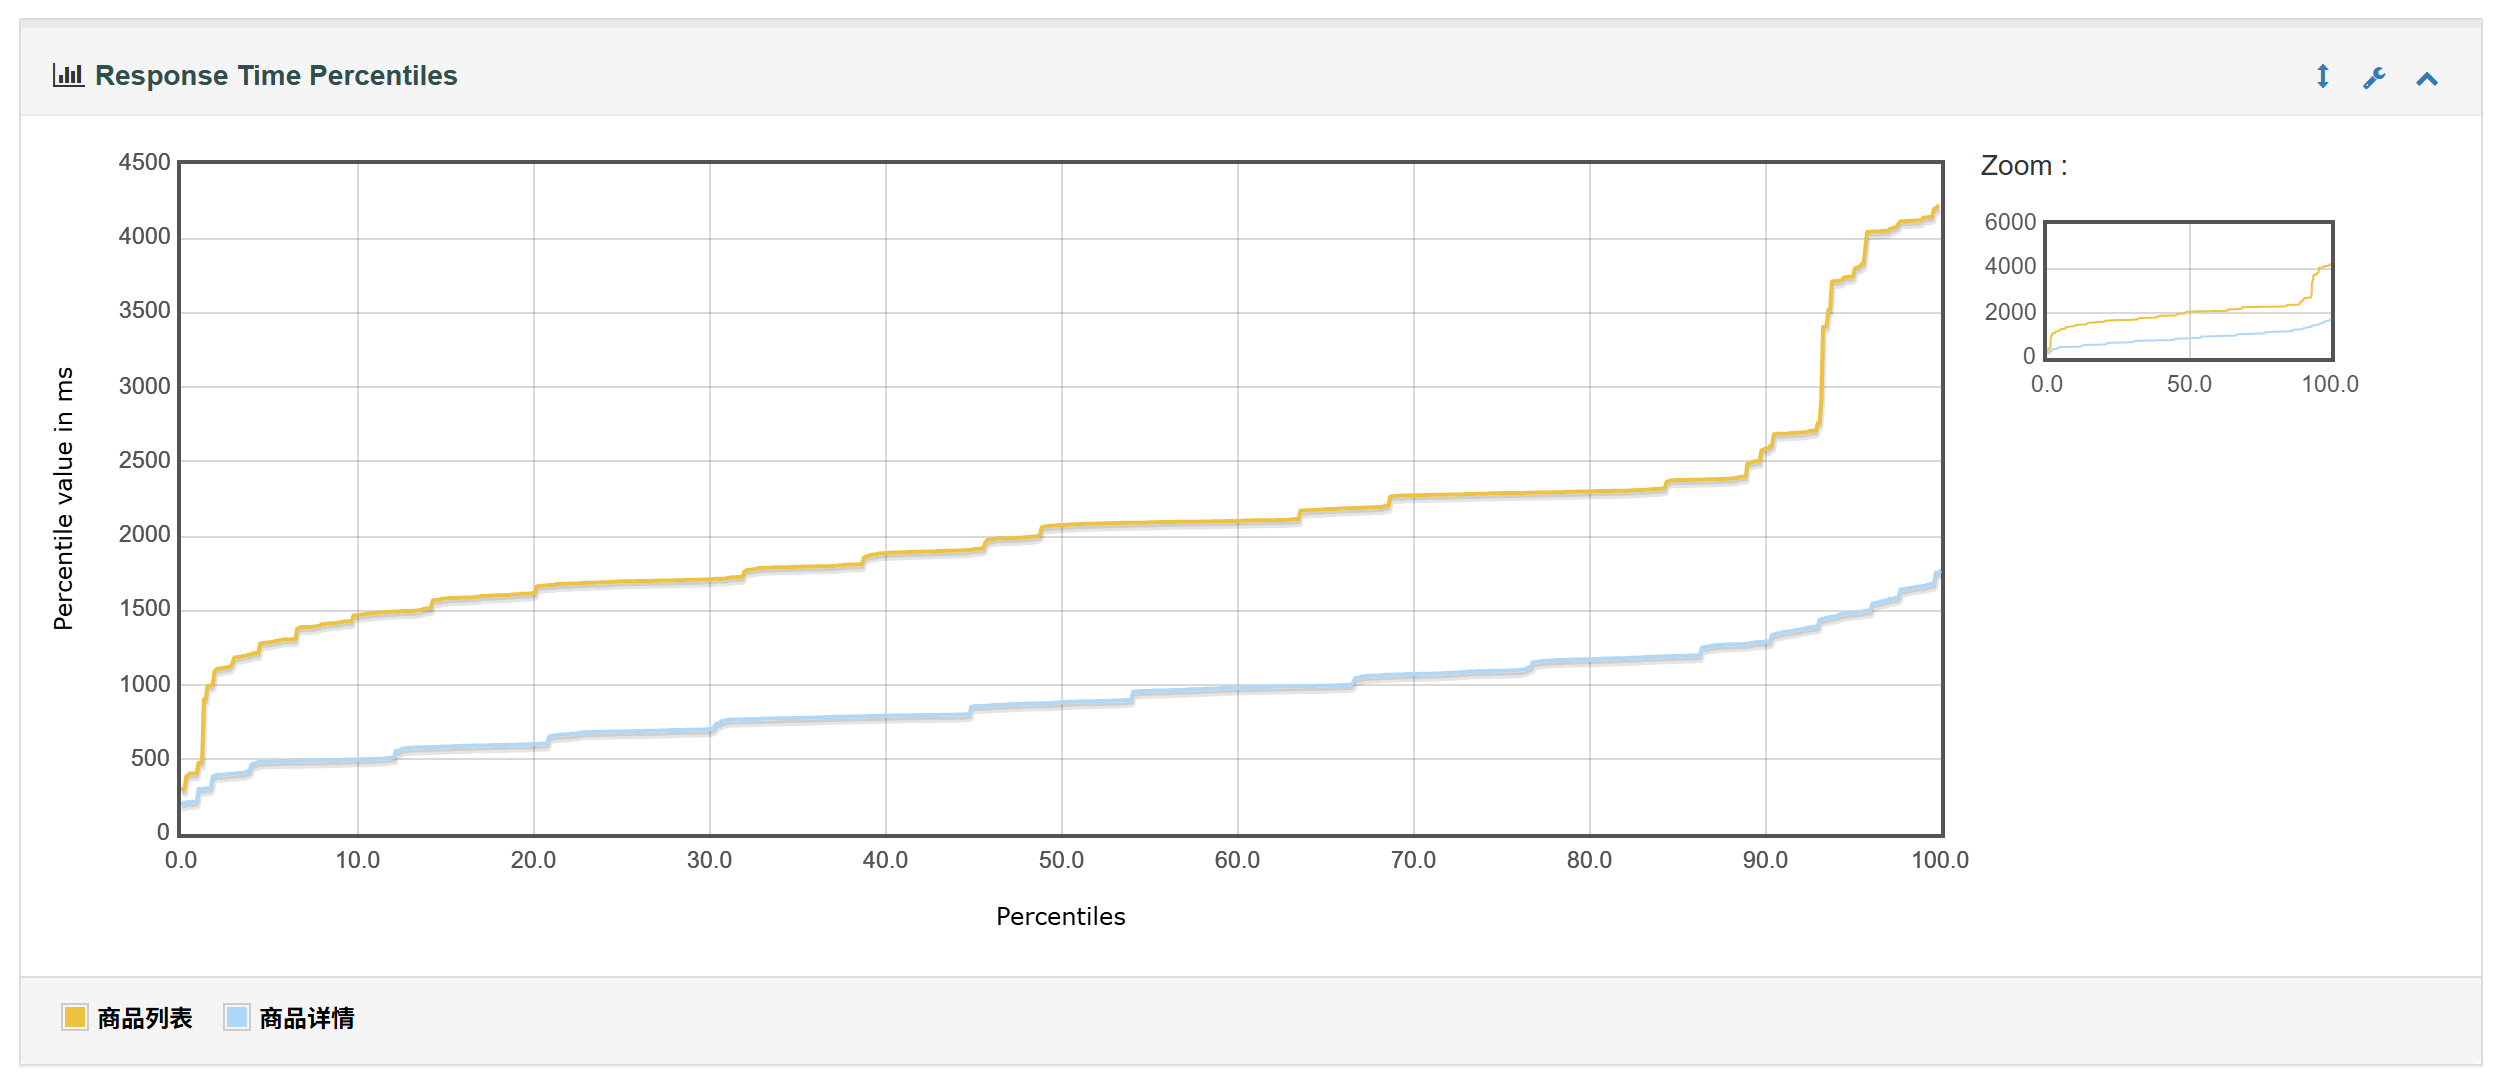 Response Time Percentiles
Zoom :
4500
4000
3500
3000
2500
2000
1500
1000
500
0
0.0 10.0 20.0 30.0 40.0 50.0 60.0 70.0 80.0 90.0 100.0
Percentile value in ms
Percentiles
6000
4000
2000
0
0.0 50.0 100.0
商品列表 商品详情